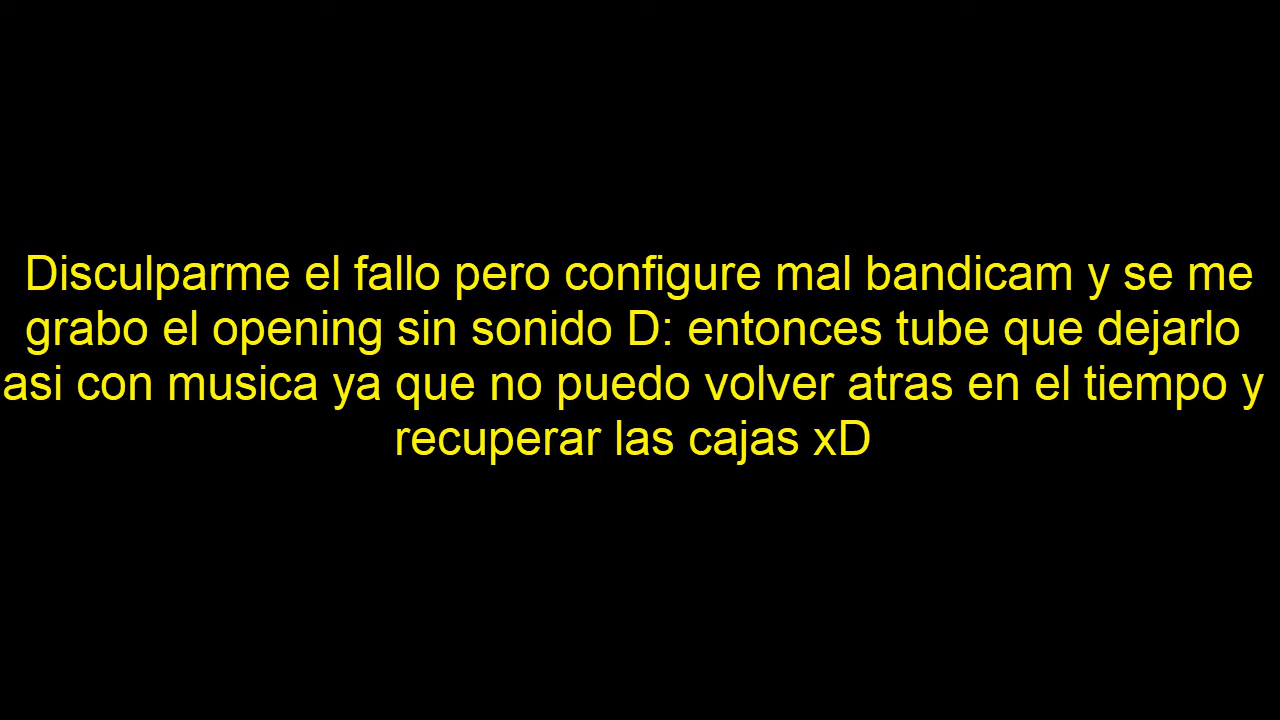 Disculparme el fallo pero configure mal bandicam y se me
grabo el opening sin sonido D: entonces tube que dejarlo
asi con musica ya que no puedo volver atras en el tiempo y
recuperar las cajas xD